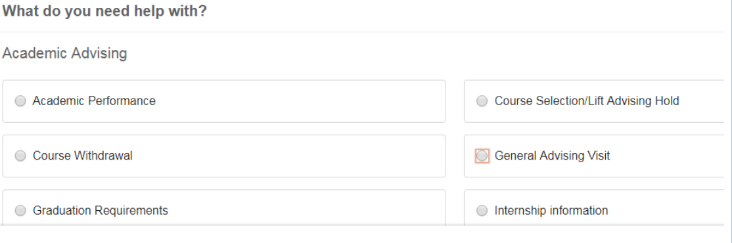 What do you need help with?
Academic Advising
Academic Performance
Course Selection/Lift Advising Hold
Course Withdrawal
General Advising Visit
Graduation Requirements
Internship information